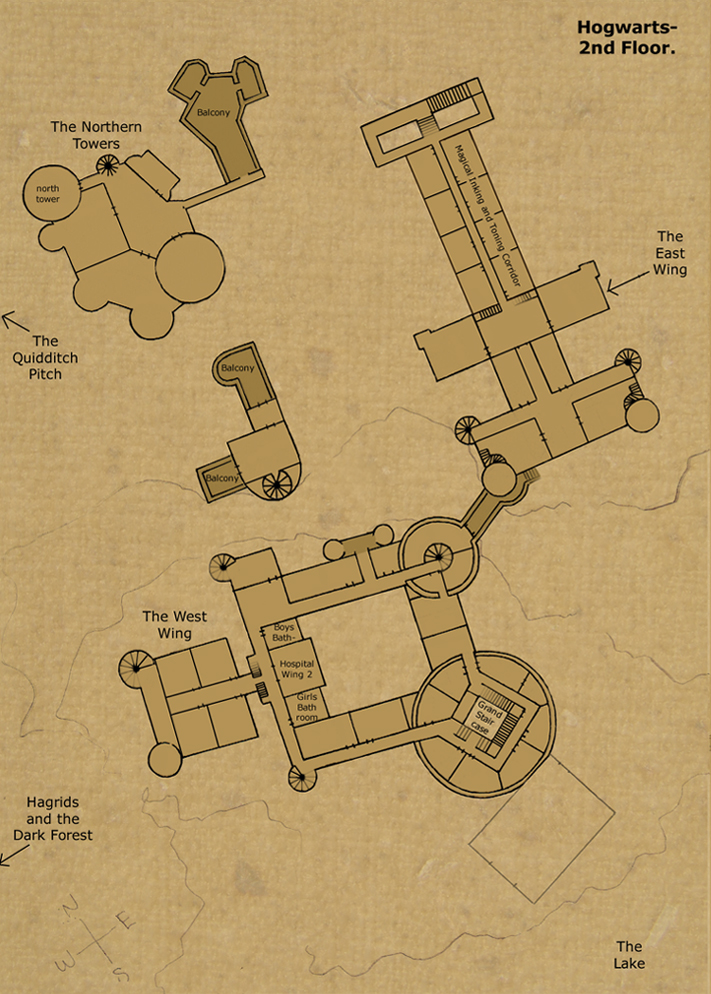 Hogwarts-
2nd Floor.
Balcony
The Northern
Towers
north
tower
Magical Inking and Toning Corridor
The
East
Wing
The
Quidditch
Pitch
Balcony
Balcony
The West
Wing
Boys
Bath-
Hospital
Wing 2
Girls
Bath
room
Grand
Stair
case
Hagrids
and the
Dark Forest
N
E
W
S
The
Lake